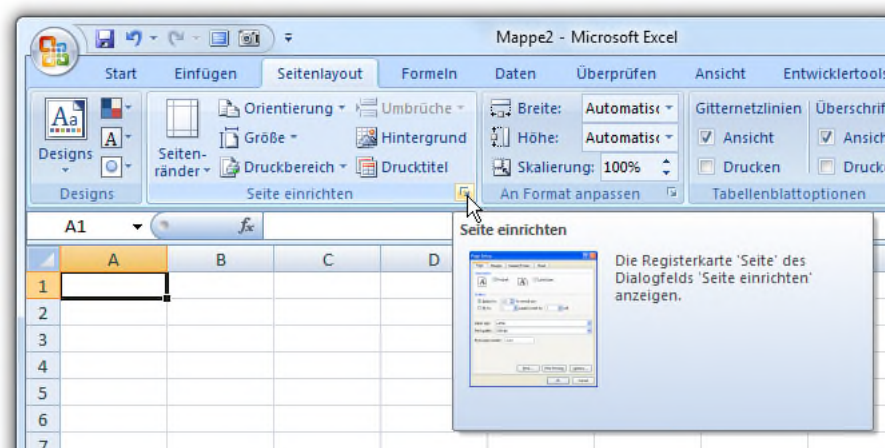 Mappe2 - Microsoft Excel
Start Einfügen Seitenlayout Formeln Daten Überprüfen Ansicht Entwicklertools
Aa Orientierung Umbrüche Breite: Automatisc Gitternetzlinien Überschrif
A Größe Hintergrund Höhe: Automatisc Ansicht Ansich
Designs Seiten-
ränder Druckbereich Drucktitel Skalierung: 100% Drucken Druck
Designs Seite einrichten An Format anpassen Tabellenblattoptionen
A1 fx
A B C D
Seite einrichten
Die Registerkarte 'Seite' des
Dialogfelds 'Seite einrichten'
anzeigen.
1
2
3
4
5
6
7